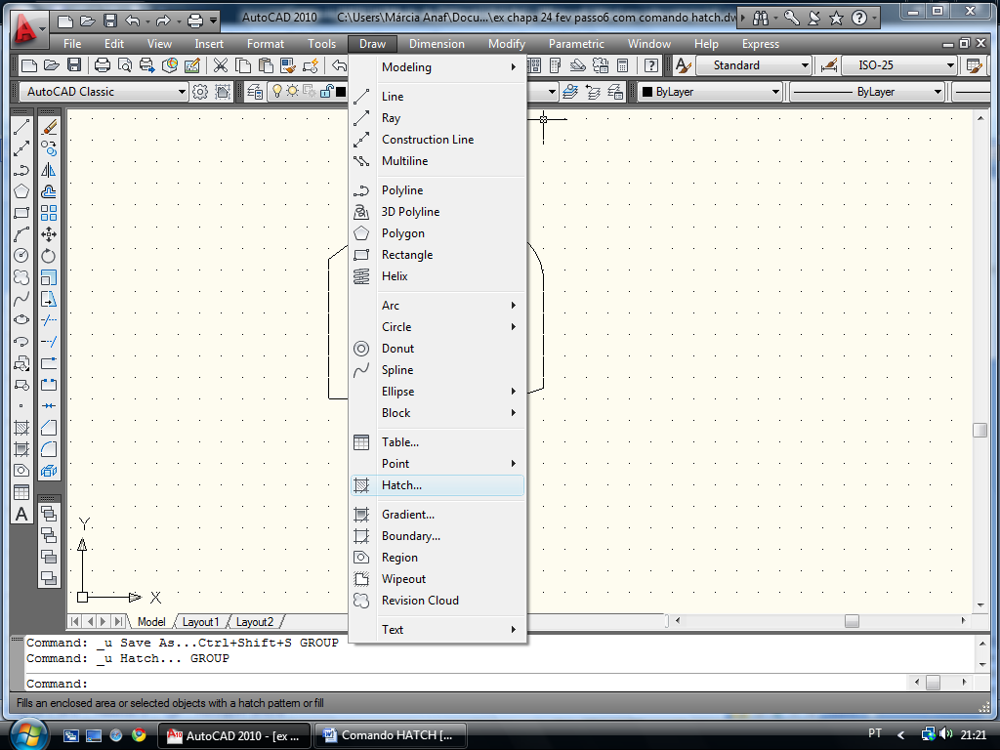 AutoCAD 2010 C:\Users\Márcia Anaf\Docu...\ex chapa 24 fev passo6 com comando hatch.dw
File Edit View Insert Format Tools Draw Dimension Modify Parametric Window Help Express
Standard ISO-25
AutoCAD Classic ByLayer ByLayer
Modeling
Line
Ray
Construction Line
Multiline
Polyline
3D Polyline
Polygon
Rectangle
Helix
Arc
Circle
Donut
Spline
Ellipse
Block
Table...
Point
Hatch...
Gradient...
Boundary...
Region
Wipeout
Revision Cloud
Text
A
Y
X
Model Layout1 Layout2
Command: _u Save As...Ctrl+Shift+S GROUP
Command: _u Hatch... GROUP
Command:
Fills an enclosed area or selected objects with a hatch pattern or fill
AutoCAD 2010 - [ex ... Comando HATCH [... PT 21:21